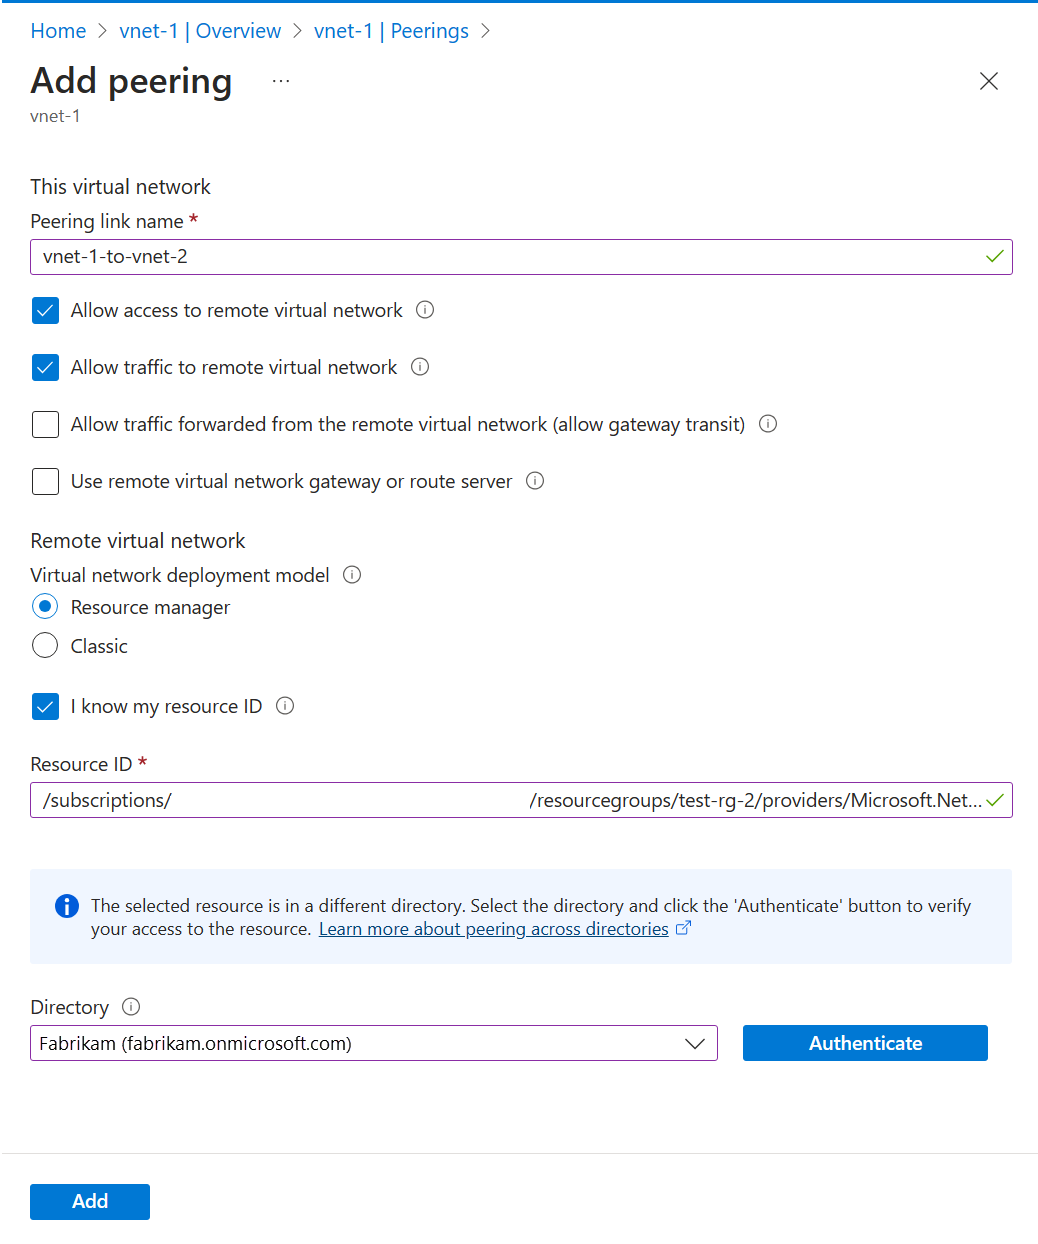 Home > vnet-1 | Overview > vnet-1 | Peerings >
Add peering ...
vnet-1
This virtual network
Peering link name *
vnet-1-to-vnet-2
Allow access to remote virtual network
Allow traffic to remote virtual network
Allow traffic forwarded from the remote virtual network (allow gateway transit)
Use remote virtual network gateway or route server
Remote virtual network
Virtual network deployment model
Resource manager
Classic
I know my resource ID
Resource ID *
/subscriptions/ /resourcegroups/test-rg-2/providers/Microsoft.Net...
The selected resource is in a different directory. Select the directory and click the 'Authenticate' button to verify
your access to the resource. Learn more about peering across directories
Directory
Fabrikam (fabrikam.onmicrosoft.com) Authenticate
Add